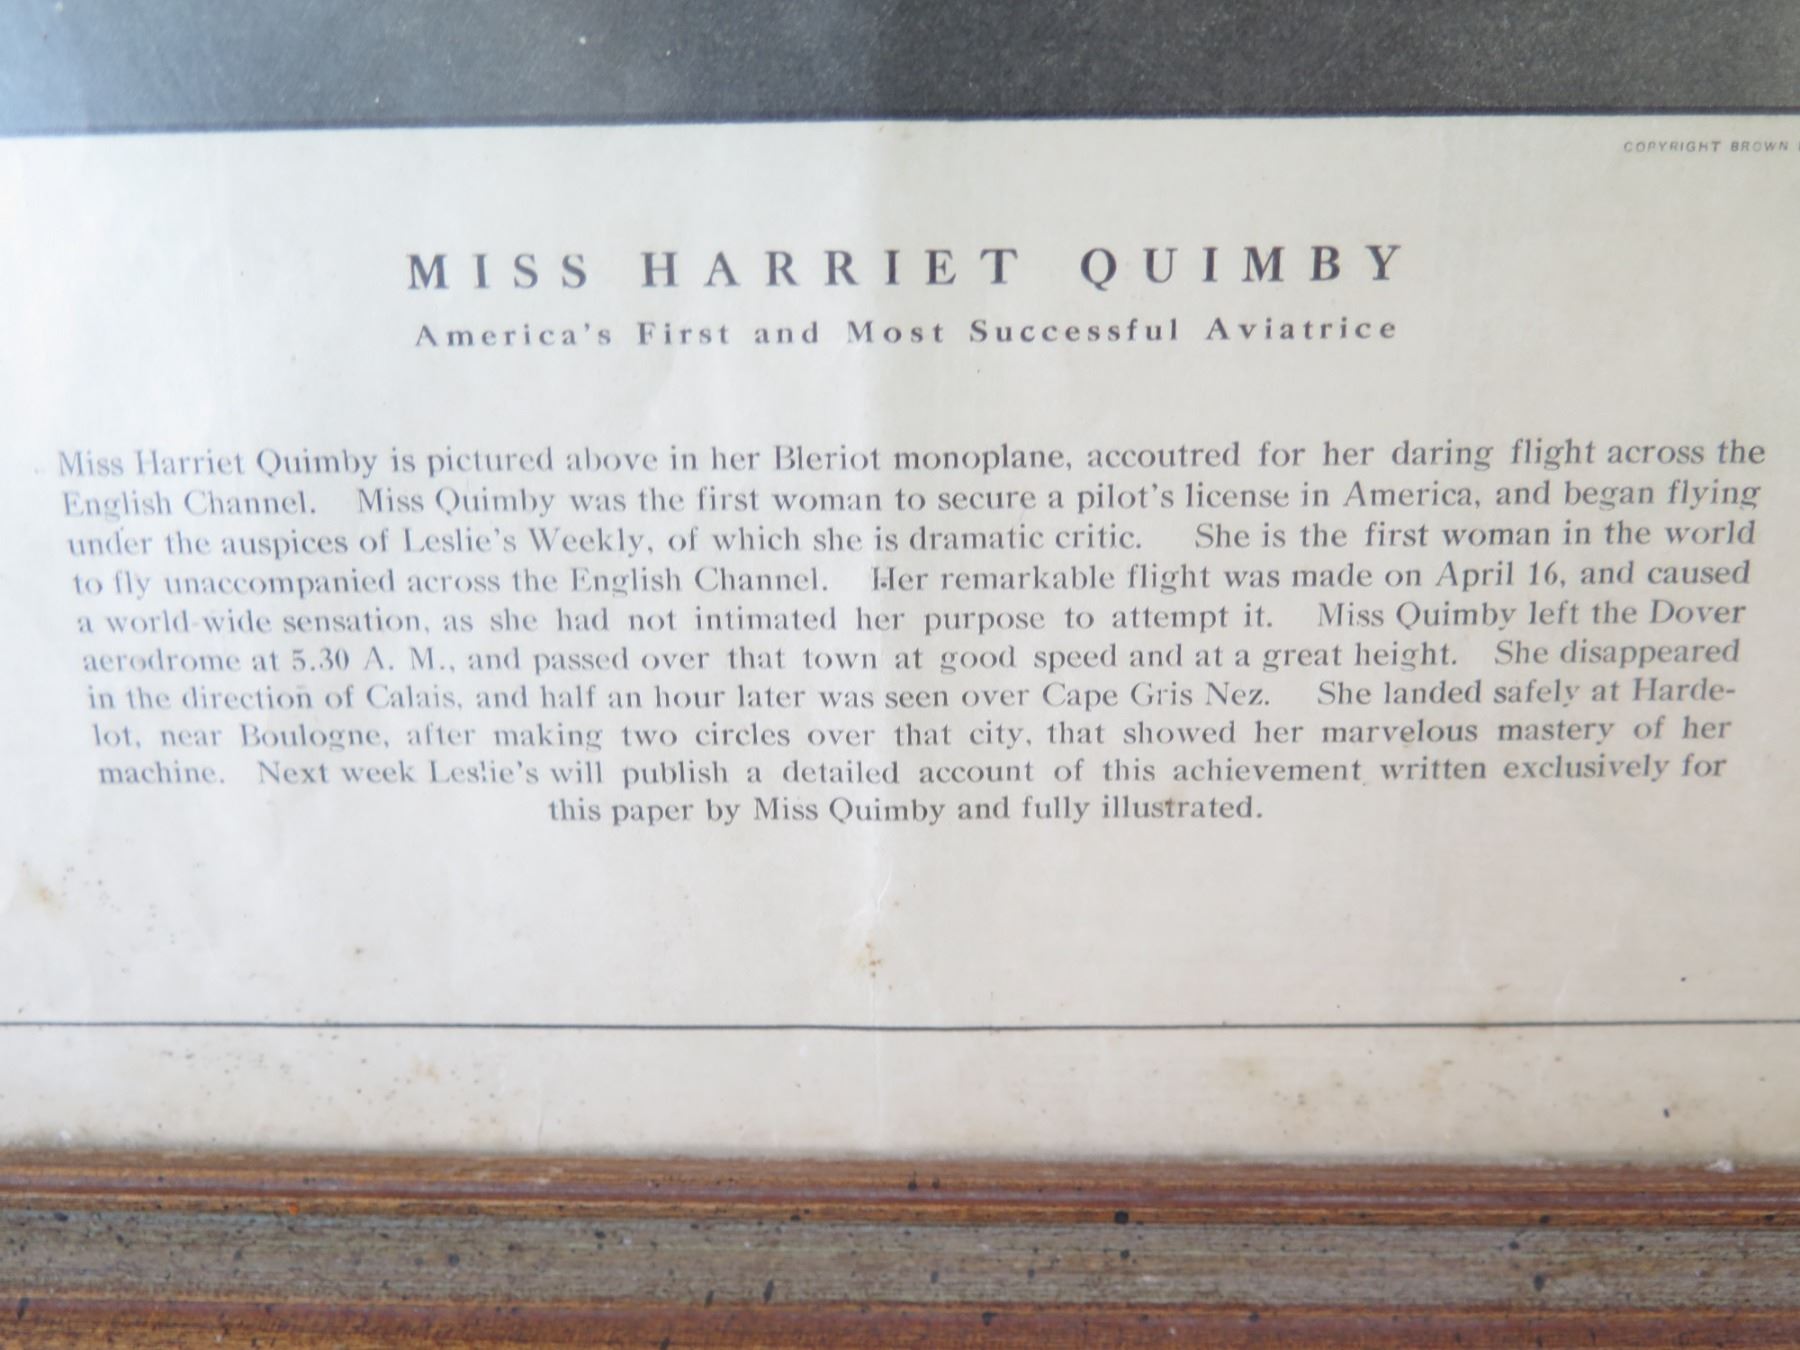 COPYRIGHT BROWN
MISS HARRIET QUIMBY
America's First and Most Successful Aviatrice
Miss Harriet Quimby is pictured above in her Bleriot monoplane, accoutred for her daring flight across the
English Channel. Miss Quimby was the first woman to secure a pilot's license in America, and began flying
under the auspices of Leslie's Weekly, of which she is dramatic critic. She is the first woman in the world
to fly unaccompanied across the English Channel. Her remarkable flight was made on April 16, and caused
a world-wide sensation, as she had not intimated her purpose to attempt it. Miss Quimby left the Dover
aerodrome at 5.30 A. M., and passed over that town at good speed and at a great height. She disappeared
in the direction of Calais, and half an hour later was seen over Cape Gris Nez. She landed safely at Harde-
lot, near Boulogne, after making two circles over that city, that showed her marvelous mastery of her
machine. Next week Leslie's will publish a detailed account of this achievement written exclusively for
this paper by Miss Quimby and fully illustrated.